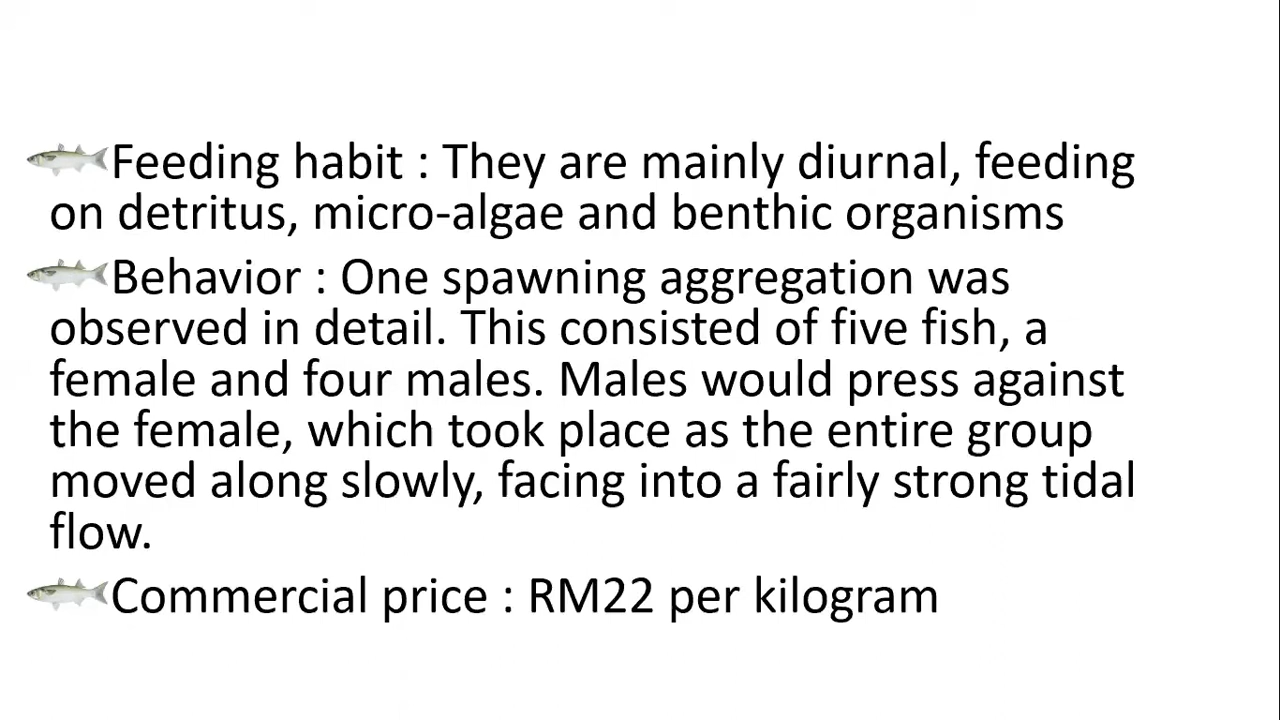 Feeding habit : They are mainly diurnal, feeding
on detritus, micro-algae and benthic organisms
Behavior : One spawning aggregation was
observed in detail. This consisted of five fish, a
female and four males. Males would press against
the female, which took place as the entire group
moved along slowly, facing into a fairly strong tidal
flow.
Commercial price : RM22 per kilogram